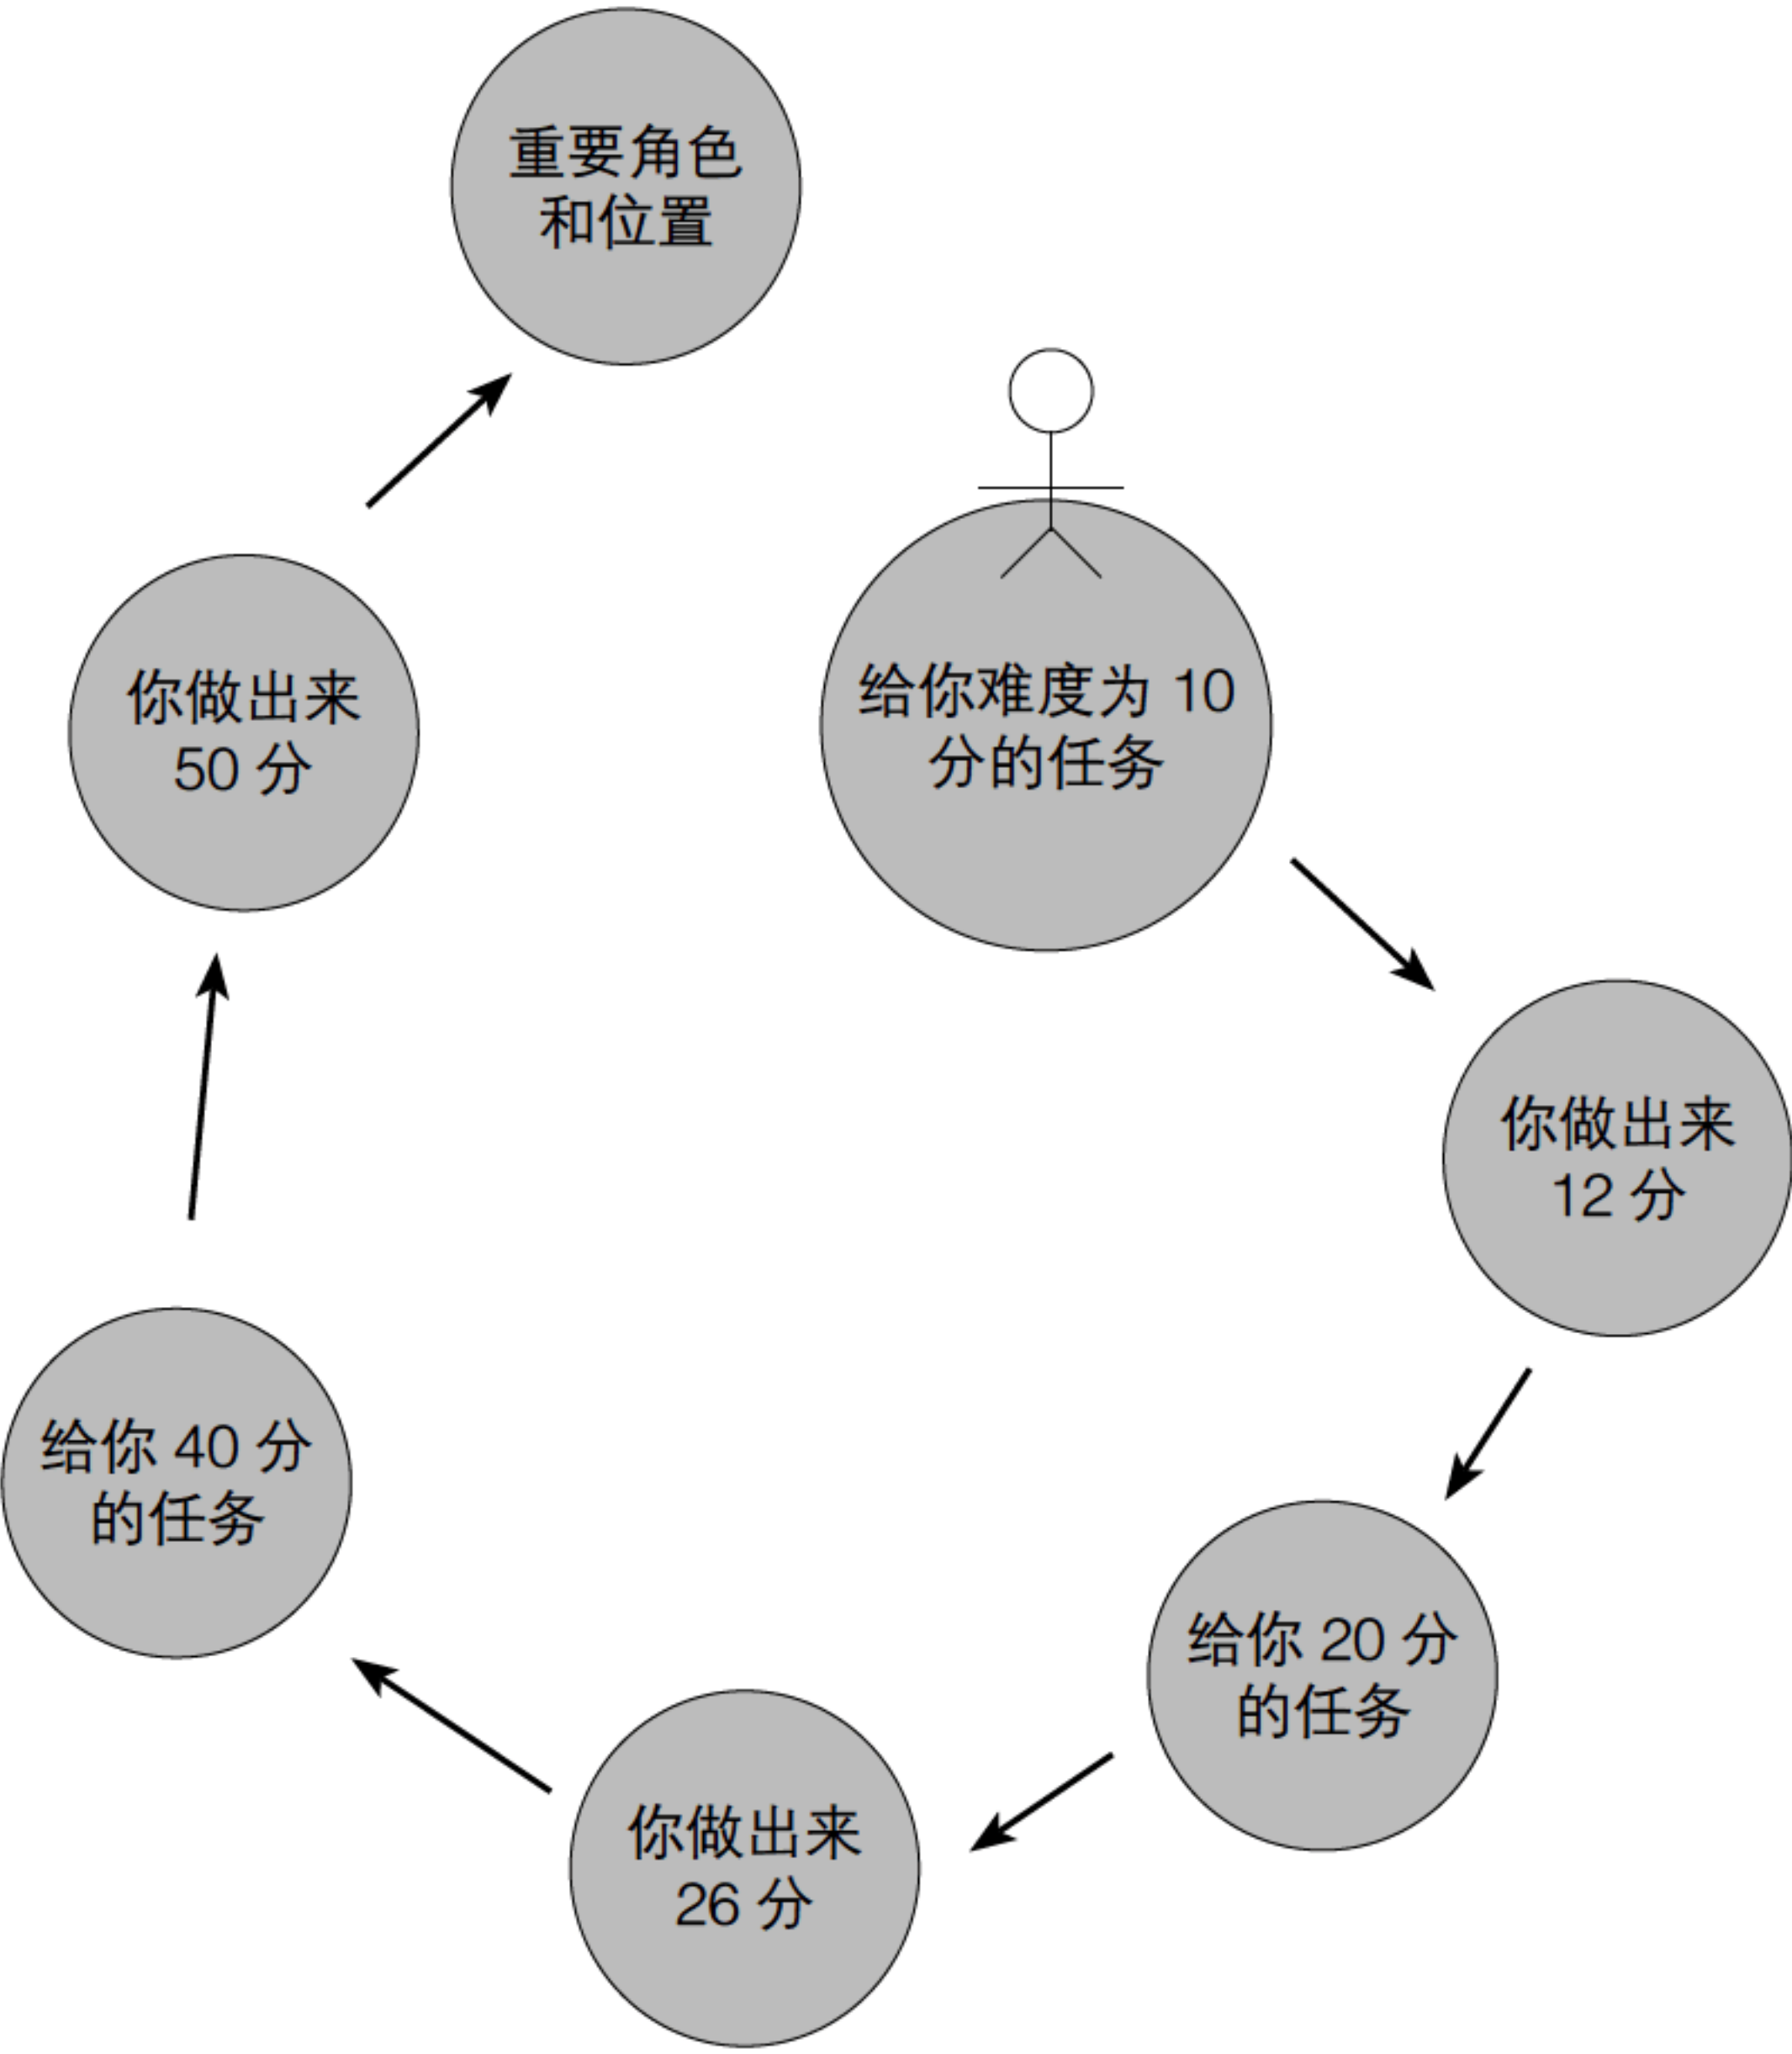 重要角色
和位置
给你难度为 10
分的任务
你做出来
12 分
给你 20 分
的任务
你做出来
26 分
给你 40 分
的任务
你做出来
50 分